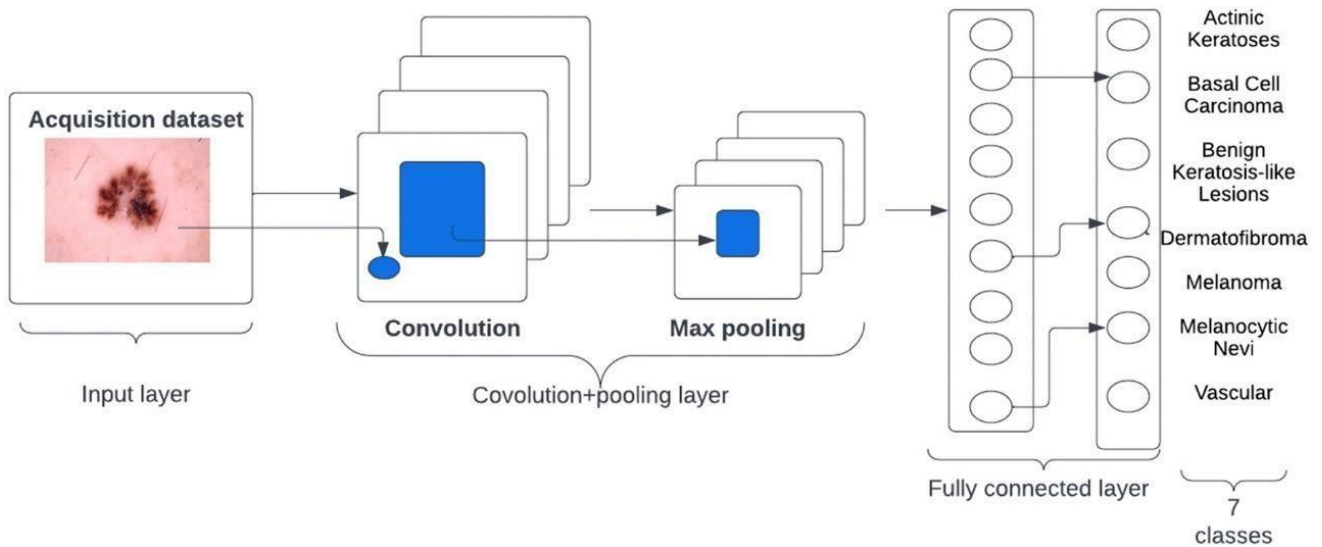 Acquisition dataset
Input layer
Convolution
Max pooling
Covolution+pooling layer
Fully connected layer
Actinic
Keratoses
Basal Cell
Carcinoma
Benign
Keratosis-like
Lesions
Dermatofibroma
Melanoma
Melanocytic
Nevi
Vascular
7
classes